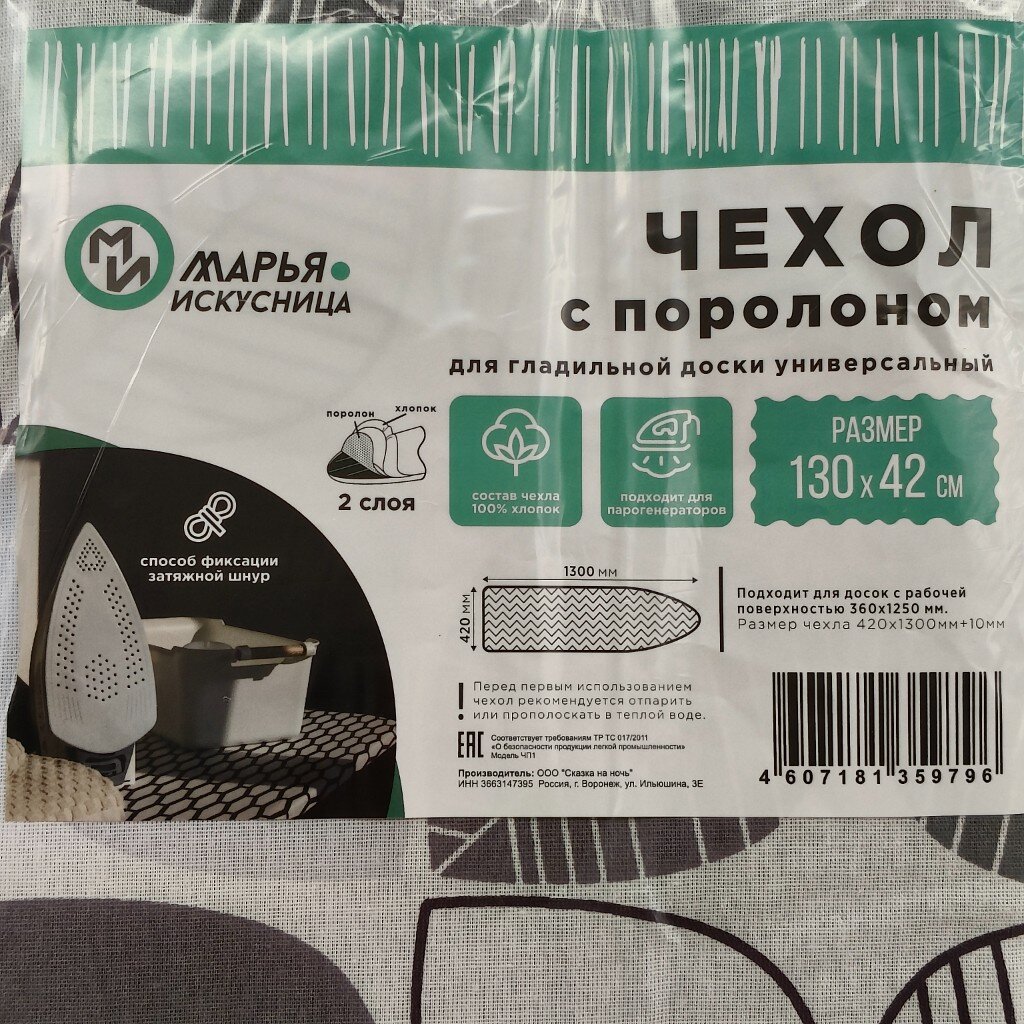 МИ
МАРЬЯ
ИСКУСНИЦА
ЧЕХОЛ
с поролоном
для гладильной доски универсальный
поролон
хлопок
2 слоя
состав чехла
100% хлопок
подходит для
парогенераторов
РАЗМЕР
130 x 42 см
способ фиксации
затяжной шнур
1300 мм
420 мм
Подходит для досок с рабочей
поверхностью 360x1250 мм.
Размер чехла 420x1300мм+10мм
! Перед первым использованием
чехол рекомендуется отпарить
или прополоскать в теплой воде.
EAC
Соответствует требованиям ТР ТС 017/2011
«О безопасности продукции легкой промышленности»
Модель ЧП1
Производитель: ООО "Сказка на ночь"
ИНН 3663147395 Россия, г. Воронеж, ул. Ильюшина, 3Е
4 607181 359796